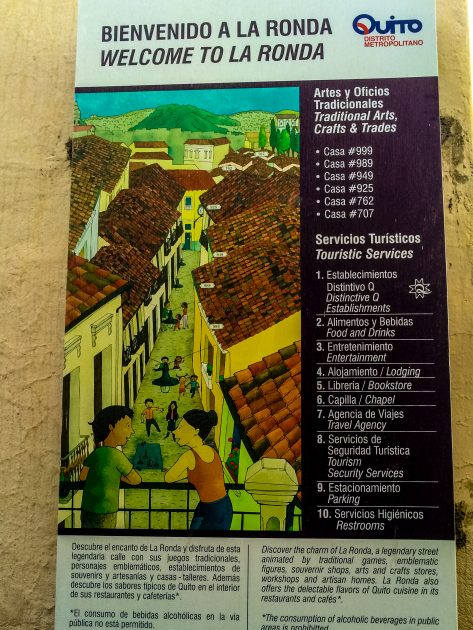 BIENVENIDO A LA RONDA
WELCOME TO LA RONDA
Quito
DISTRITO
METROPOLITANO
Artes y Oficios
Tradicionales
Traditional Arts,
Crafts & Trades
• Casa #999
• Casa #989
• Casa #949
• Casa #925
• Casa #762
• Casa #707
Servicios Turísticos
Touristic Services
1. Establecimientos
Distintivo Q
Distinctive Q
Establishments
2. Alimentos y Bebidas
Food and Drinks
3. Entretenimiento
Entertainment
4. Alojamiento / Lodging
5. Librería / Bookstore
6. Capilla / Chapel
7. Agencia de Viajes
Travel Agency
8. Servicios de
Seguridad Turística
Tourism
Security Services
9. Estacionamiento
Parking
10. Servicios Higiénicos
Restrooms
Descubre el encanto de La Ronda y disfruta de esta
legendaria calle con sus juegos tradicionales,
personajes emblemáticos, establecimientos de
souvenirs y artesanías y casas - talleres. Además
descubre los sabores típicos de Quito en el interior
de sus restaurantes y cafeterías*.
*El consumo de bebidas alcohólicas en la vía
pública no está permitido.
Discover the charm of La Ronda, a legendary street
animated by traditional games, emblematic
figures, souvenir shops, arts and crafts stores,
workshops and artisan homes. La Ronda also
offers the delectable flavors of Quito cuisine in its
restaurants and cafés*.
*The consumption of alcoholic beverages in public
areas is prohibited.